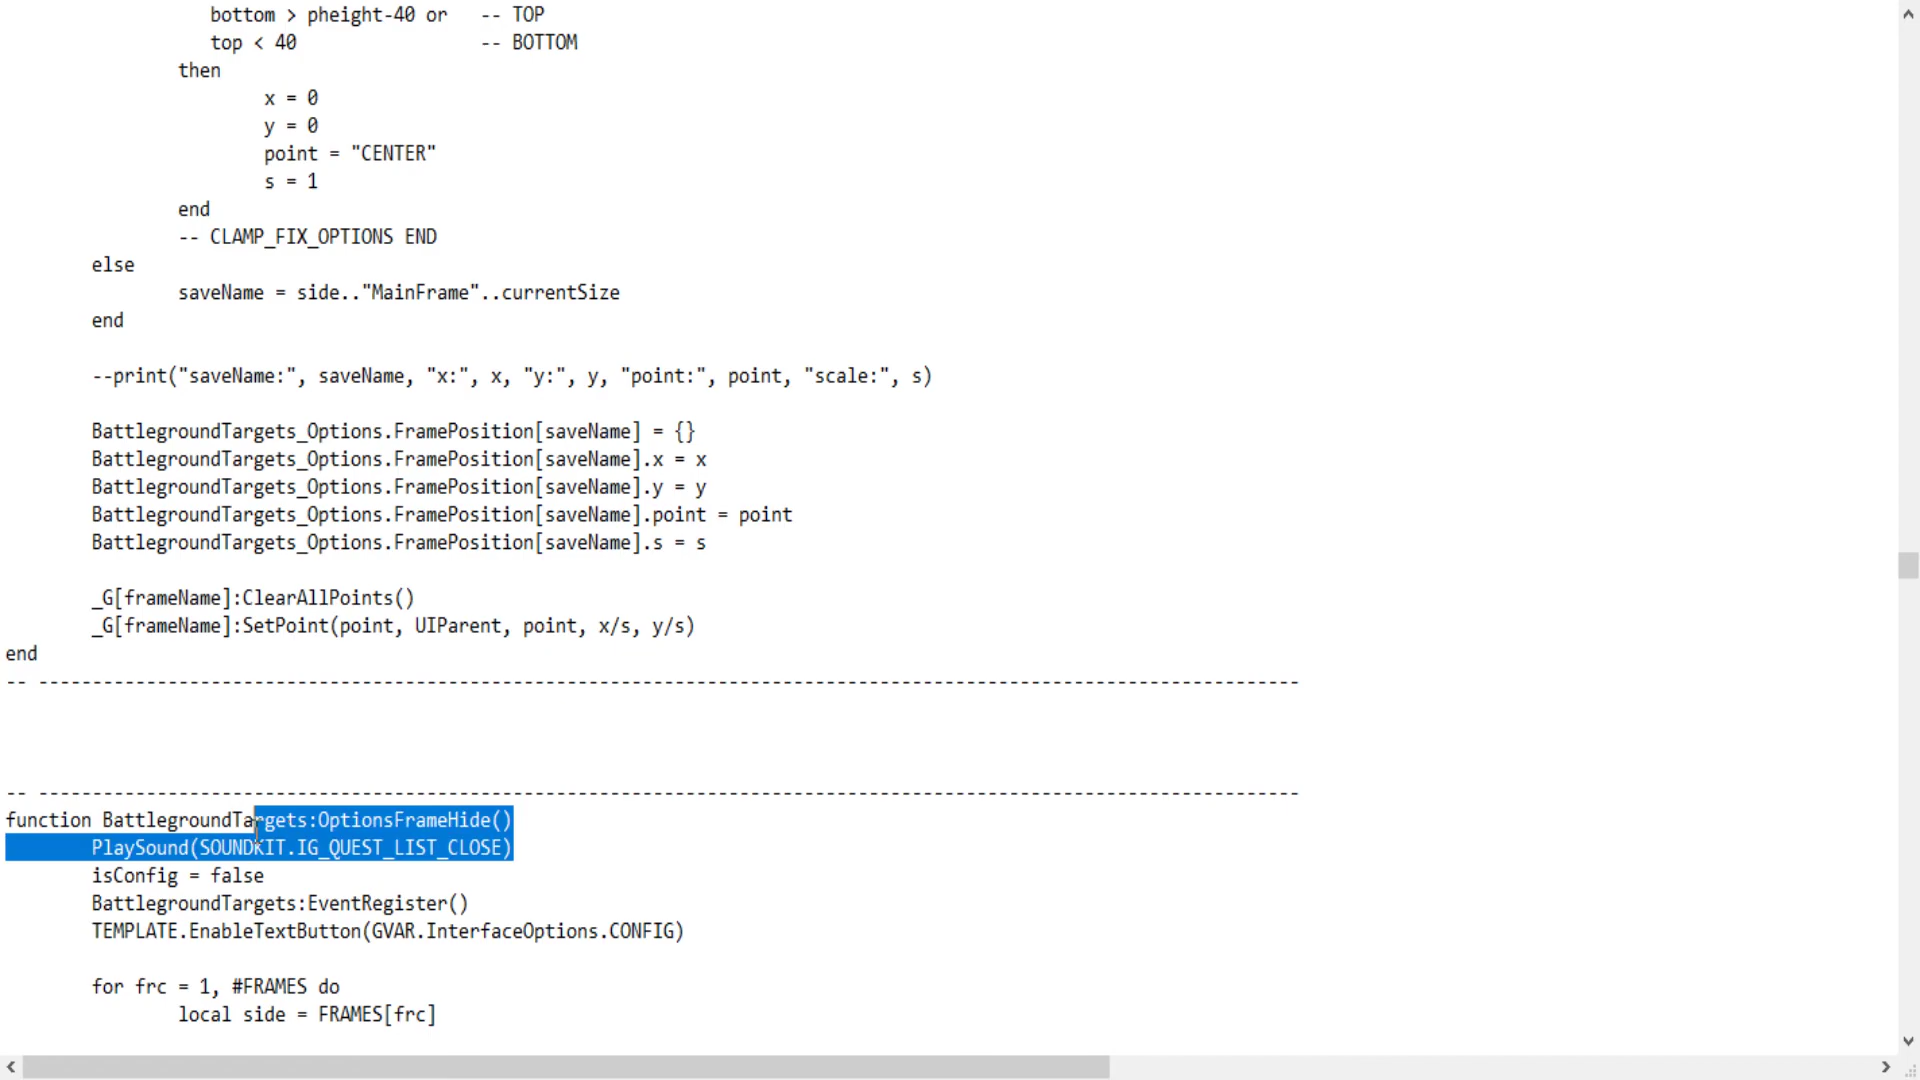 bottom > pheight-40 or   -- TOP
top < 40                 -- BOTTOM
then
x = 0
y = 0
point = "CENTER"
s = 1
end
-- CLAMP_FIX_OPTIONS END
else
saveName = side.."MainFrame"..currentSize
end
--print("saveName:", saveName, "x:", x, "y:", y, "point:", point, "scale:", s)
BattlegroundTargets_Options.FramePosition[saveName] = {}
BattlegroundTargets_Options.FramePosition[saveName].x = x
BattlegroundTargets_Options.FramePosition[saveName].y = y
BattlegroundTargets_Options.FramePosition[saveName].point = point
BattlegroundTargets_Options.FramePosition[saveName].s = s
_G[frameName]:ClearAllPoints()
_G[frameName]:SetPoint(point, UIParent, point, x/s, y/s)
end
-- ---------------------------------------------------------------------------------------------------------------------
-- ---------------------------------------------------------------------------------------------------------------------
function BattlegroundTargets:OptionsFrameHide()
PlaySound(SOUNDKIT.IG_QUEST_LIST_CLOSE)
isConfig = false
BattlegroundTargets:EventRegister()
TEMPLATE.EnableTextButton(GVAR.InterfaceOptions.CONFIG)
for frc = 1, #FRAMES do
local side = FRAMES[frc]